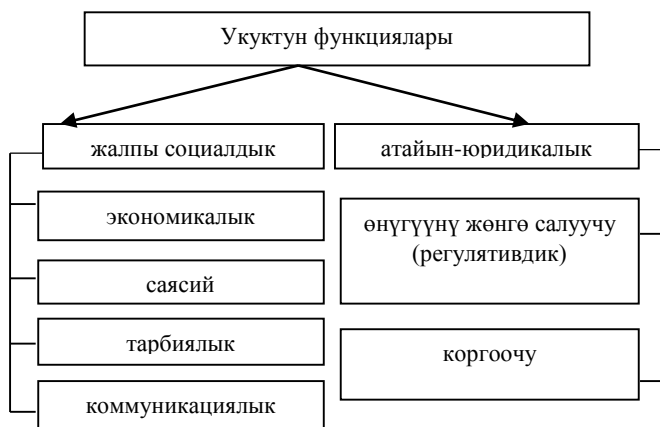 Укуктун функциялары
жалпы социалдык
атайын-юридикалык
экономикалык
саясий
тарбиялык
коммуникациялык
өнүгүүнү жөнгө салуучу
(регулятивдик)
коргоочу